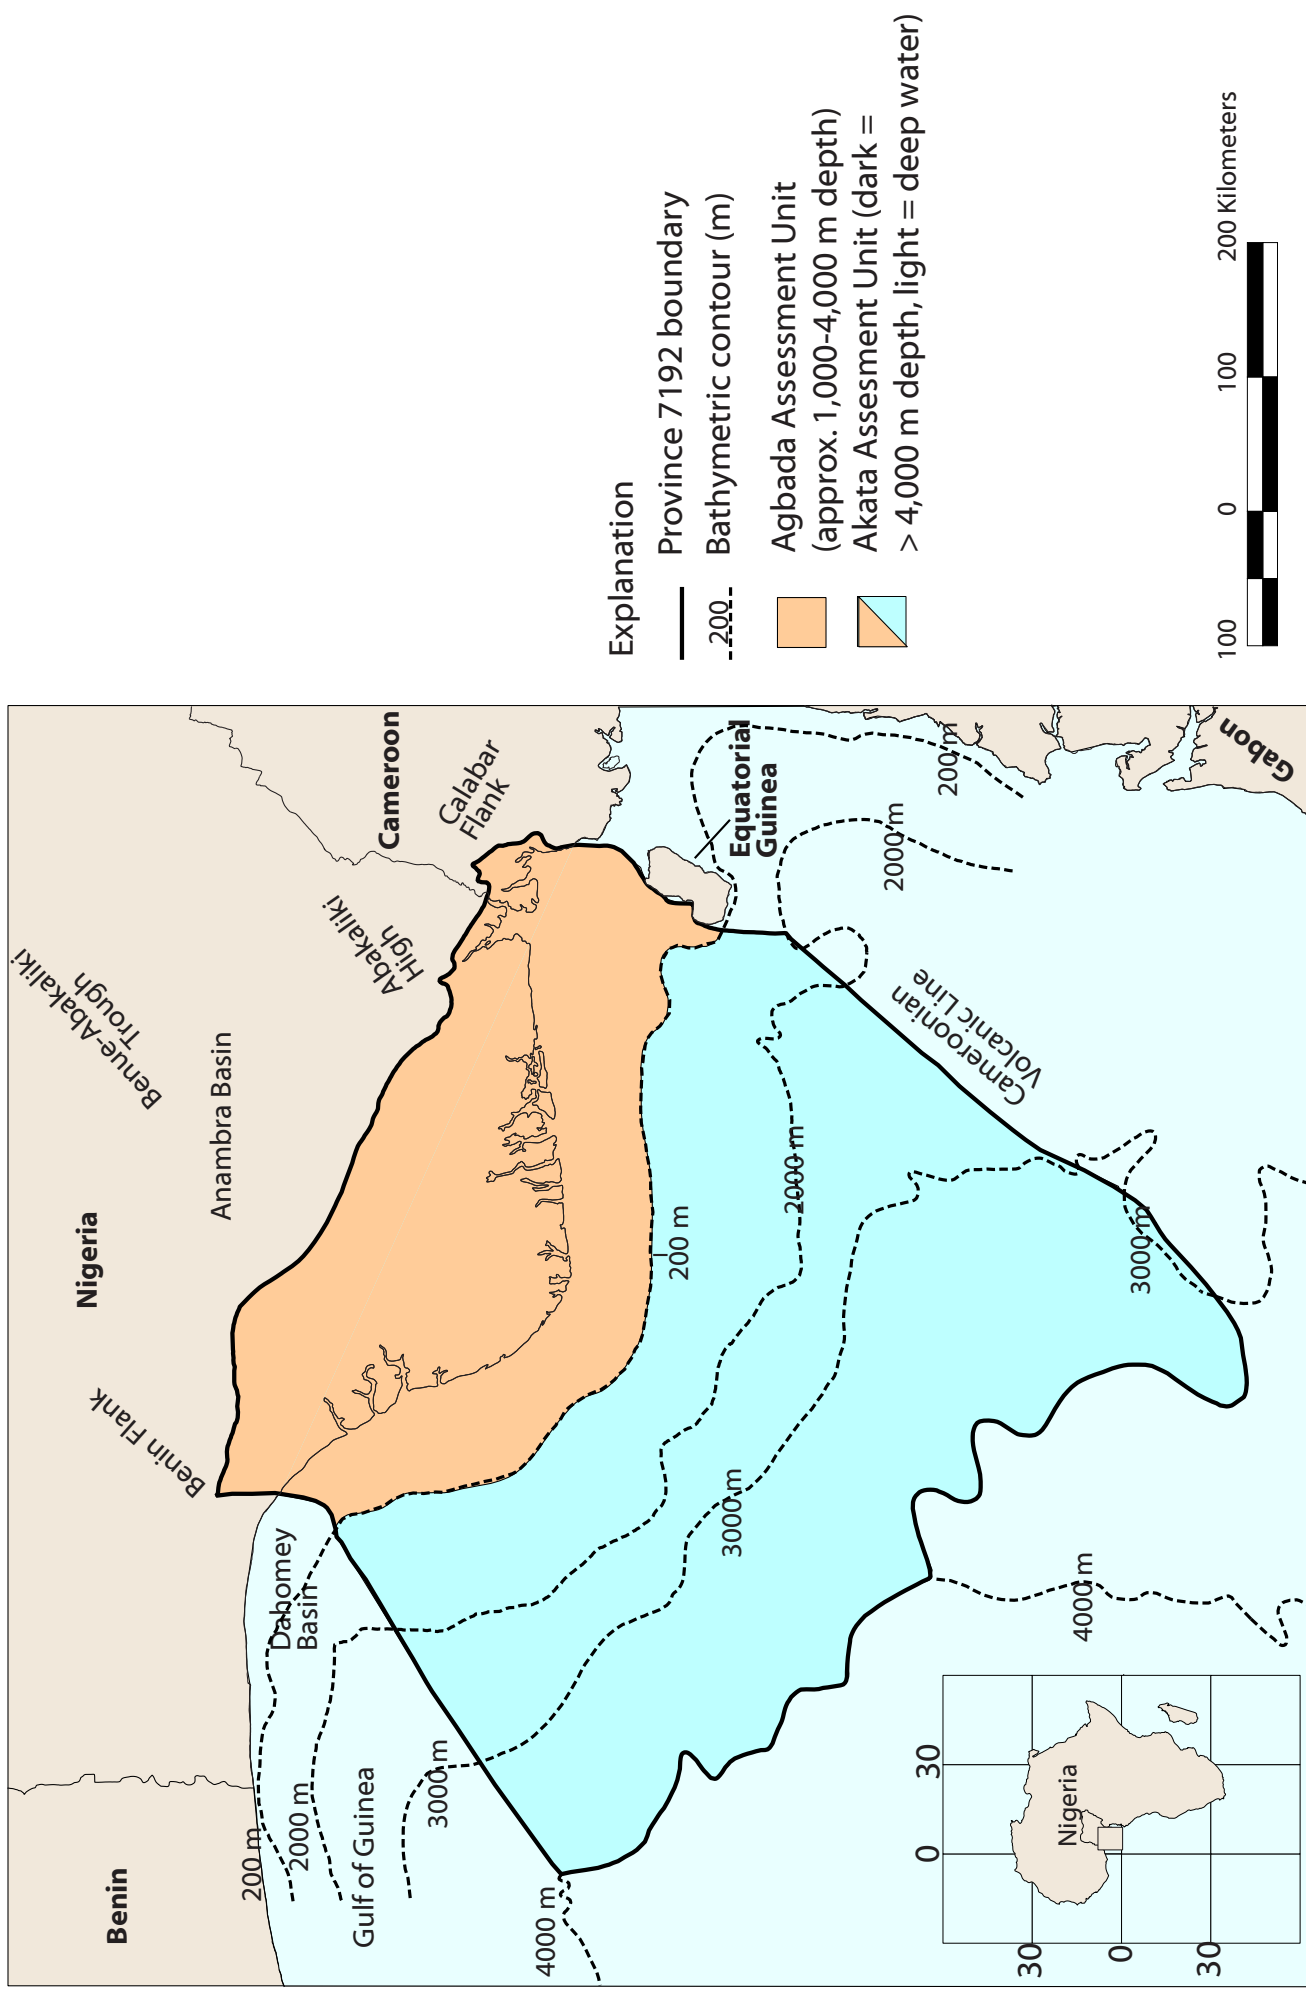 Benin
Nigeria
Benue-Abakaliki
Trough
Anambra Basin
Benin Flank
Abakaliki
High
Cameroon
Calabar
Flank
Dahomey
Basin
200 m
2000 m
Gulf of Guinea
3000 m
4000 m
200 m
2000 m
3000 m
Equatorial
Guinea
200 m
2000 m
Cameroonian
Volcanic Line
3000 m
4000 m
Gabon
0
30
30
0
30
Nigeria
Explanation
Province 7192 boundary
200
Bathymetric contour (m)
Agbada Assessment Unit
(approx. 1,000-4,000 m depth)
Akata Assesment Unit (dark =
> 4,000 m depth, light = deep water)
100
0
100
200 Kilometers